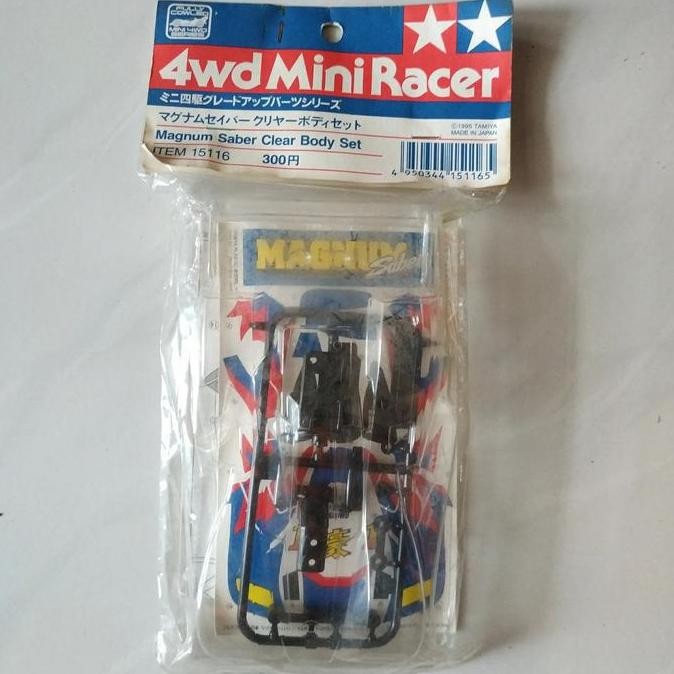 FULLY
COWLED
MINI 4WD
SERIES
4wd Mini Racer
ミニ四駆グレードアップパーツシリーズ
マグナムセイバー クリヤーボディセット
©1995 TAMIYA
MADE IN JAPAN
Magnum Saber Clear Body Set
ITEM 15116 300円
4 950344 151165
MAGNUM
Saber